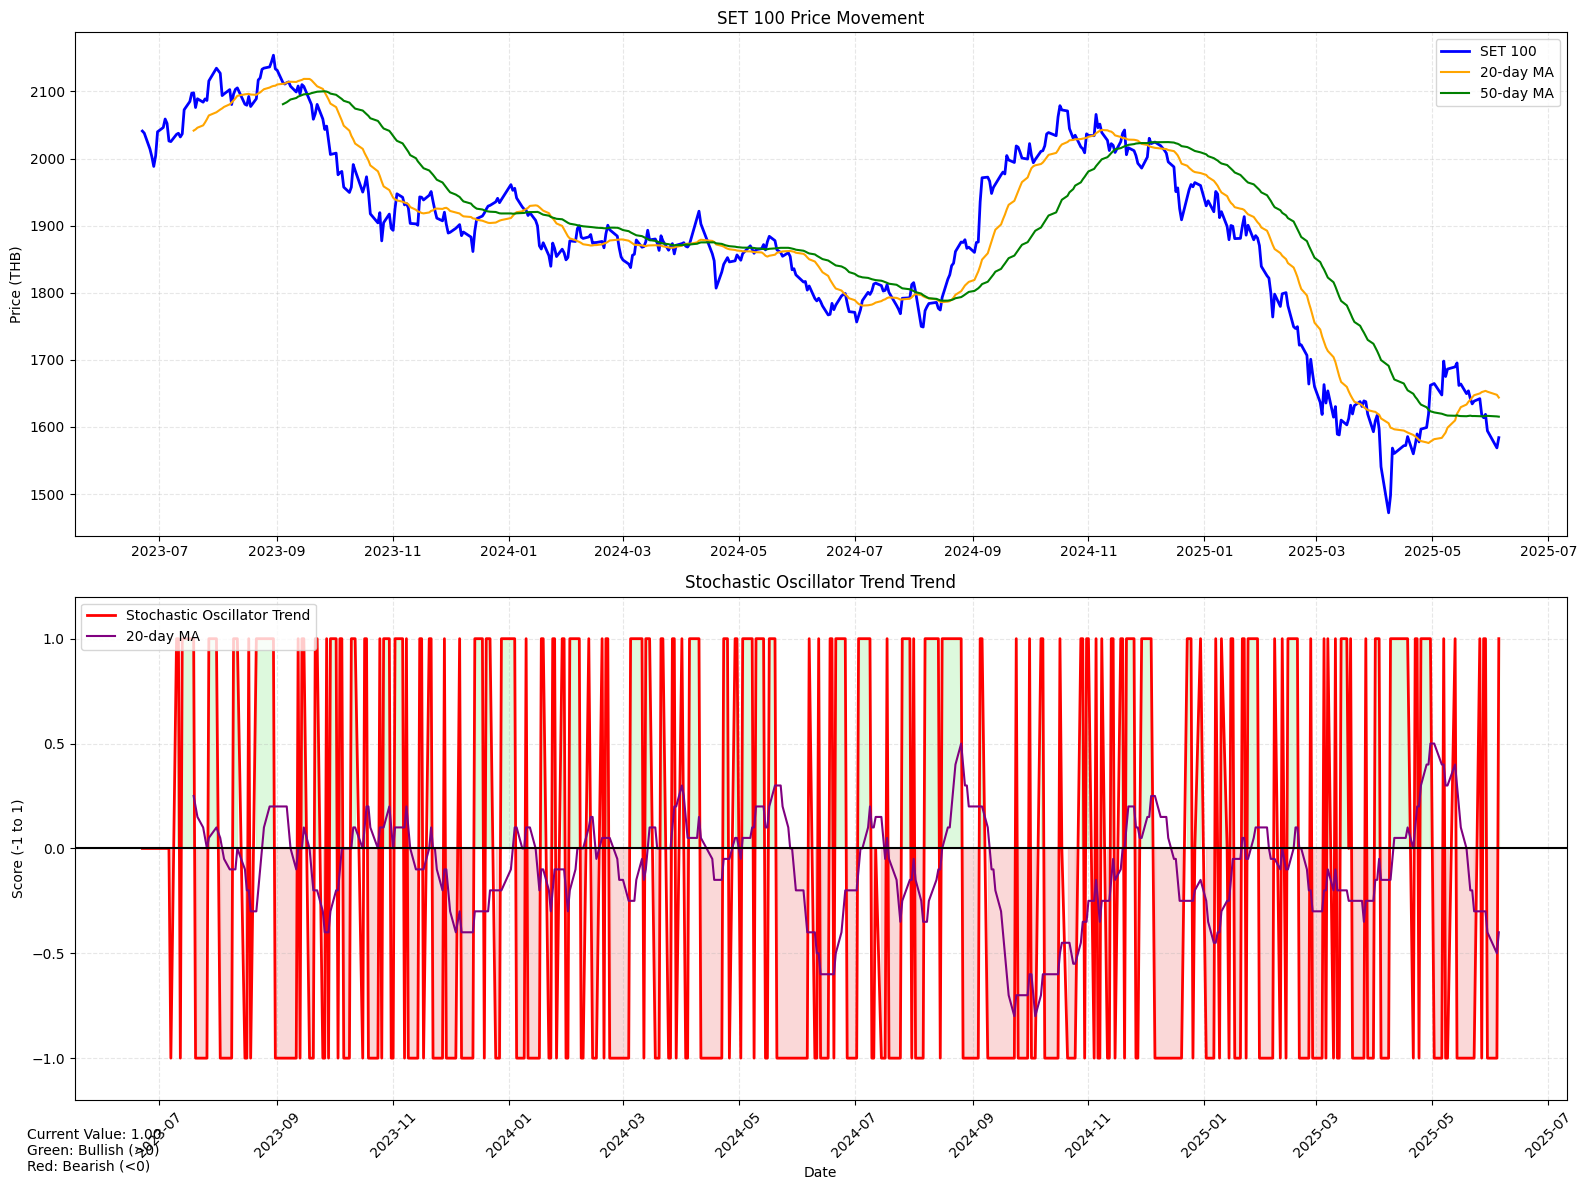 SET 100 Price Movement
SET 100
20-day MA
50-day MA
Price (THB)
2100
2000
1900
1800
1700
1600
1500
2023-07 2023-09 2023-11 2024-01 2024-03 2024-05 2024-07 2024-09 2024-11 2025-01 2025-03 2025-05 2025-07
Stochastic Oscillator Trend Trend
Stochastic Oscillator Trend
20-day MA
Score (-1 to 1)
1.0
0.5
0.0
−0.5
−1.0
2023-07 2023-09 2023-11 2024-01 2024-03 2024-05 2024-07 2024-09 2024-11 2025-01 2025-03 2025-05 2025-07
Date
Current Value: 1.00
Green: Bullish (>0)
Red: Bearish (<0)